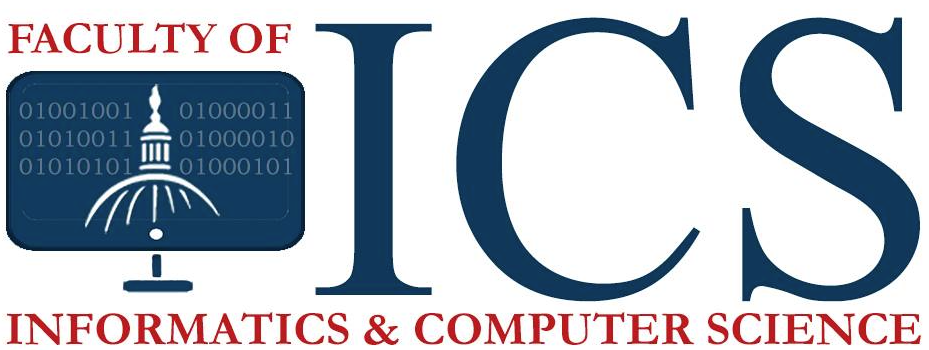 FACULTY OF
ICS
01001001 01000011
01010011 01000010
01010101 01000101
INFORMATICS & COMPUTER SCIENCE